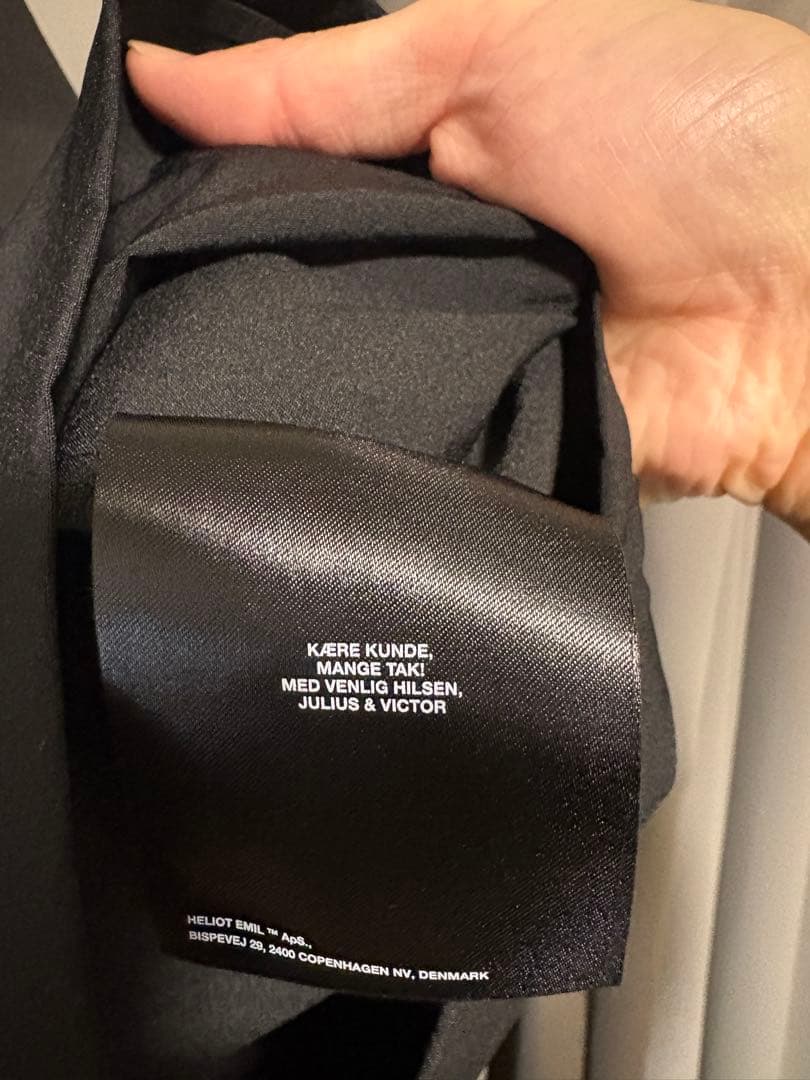 KÆRE KUNDE,
MANGE TAK!
MED VENLIG HILSEN,
JULIUS & VICTOR
HELIOT EMIL ™ ApS.,
BISPEVEJ 29, 2400 COPENHAGEN NV, DENMARK